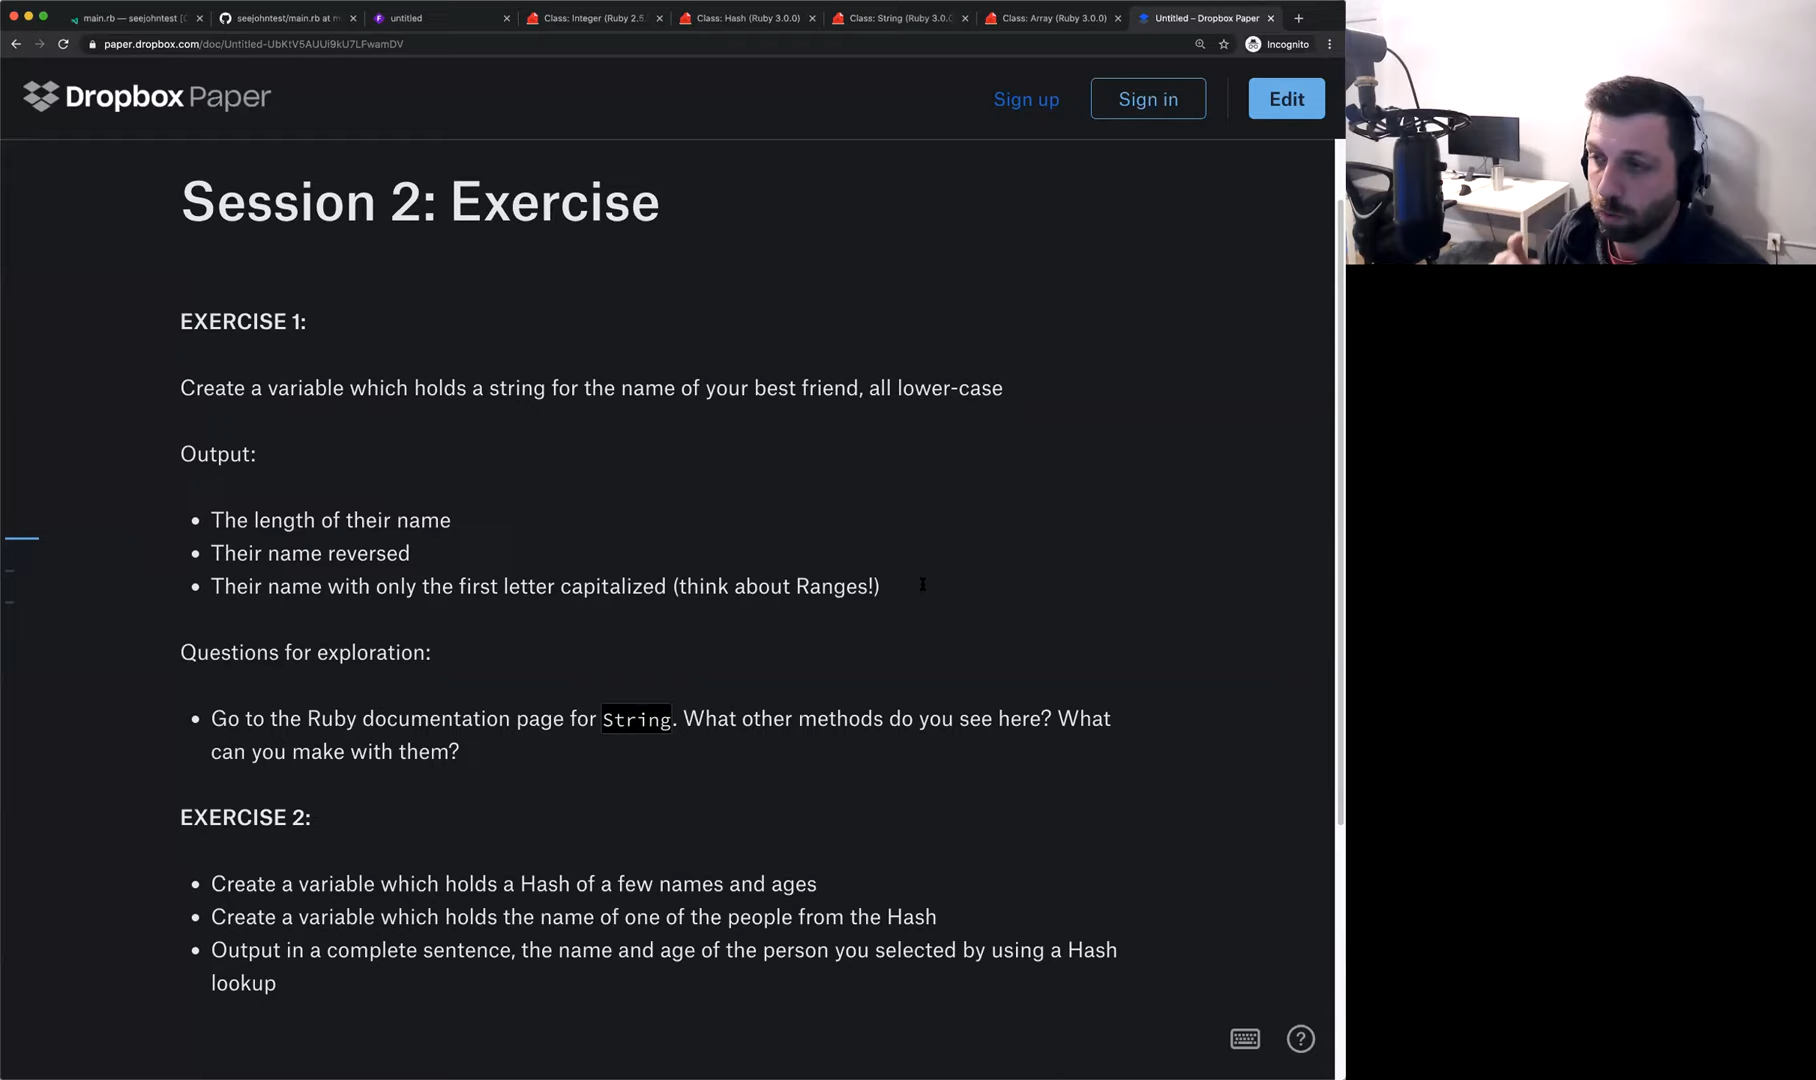 main.rb — seejohntest [
seejohntest/main.rb at m
untitled
Class: Integer (Ruby 2.5.
Class: Hash (Ruby 3.0.0)
Class: String (Ruby 3.0.
Class: Array (Ruby 3.0.0)
Untitled – Dropbox Paper
paper.dropbox.com/doc/Untitled-UbKtV5AUUi9kU7LFwamDV
Incognito
Dropbox Paper
Sign up
Sign in
Edit
Session 2: Exercise
EXERCISE 1:
Create a variable which holds a string for the name of your best friend, all lower-case
Output:
• The length of their name
• Their name reversed
• Their name with only the first letter capitalized (think about Ranges!)
Questions for exploration:
• Go to the Ruby documentation page for String. What other methods do you see here? What
can you make with them?
EXERCISE 2:
• Create a variable which holds a Hash of a few names and ages
• Create a variable which holds the name of one of the people from the Hash
• Output in a complete sentence, the name and age of the person you selected by using a Hash
lookup
?